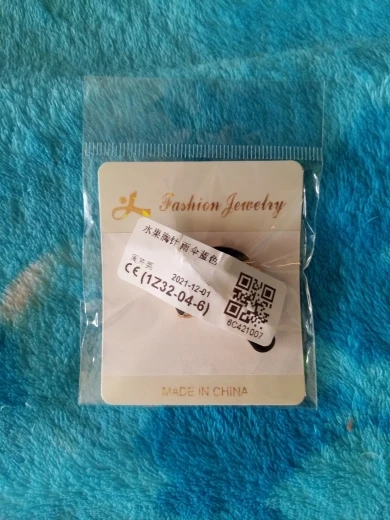 Fashion Jewelry
水果胸针 雨伞蓝色
2021-12-01
CE (1Z32-04-6)
6C421007
MADE IN CHINA